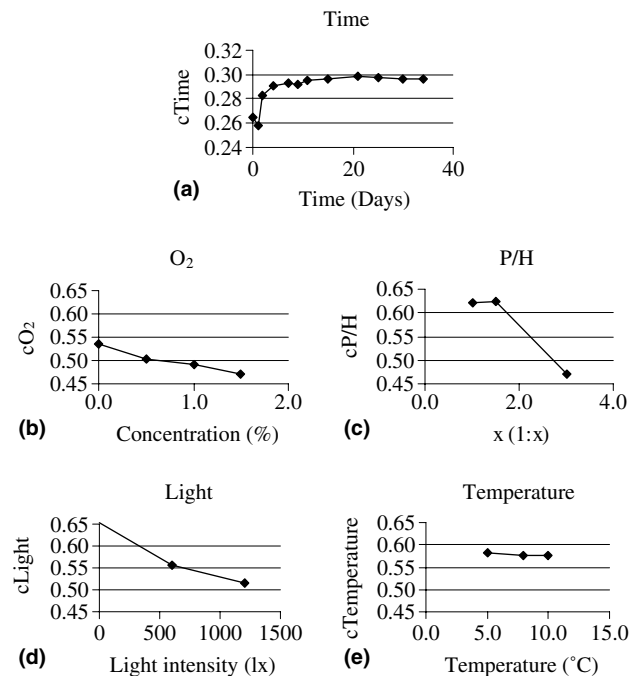 Time
0.32
0.30
0.28
0.26
0.24
cTime
0 20 40
Time (Days)
(a)
O₂
0.65
0.60
0.55
0.50
0.45
cO₂
0.0 1.0 2.0
Concentration (%)
(b)
P/H
0.65
0.60
0.55
0.50
0.45
cP/H
0.0 2.0 4.0
x (1:x)
(c)
Light
0.65
0.60
0.55
0.50
0.45
cLight
0 500 1000 1500
Light intensity (lx)
(d)
Temperature
0.65
0.60
0.55
0.50
0.45
cTemperature
0.0 5.0 10.0 15.0
Temperature (˚C)
(e)